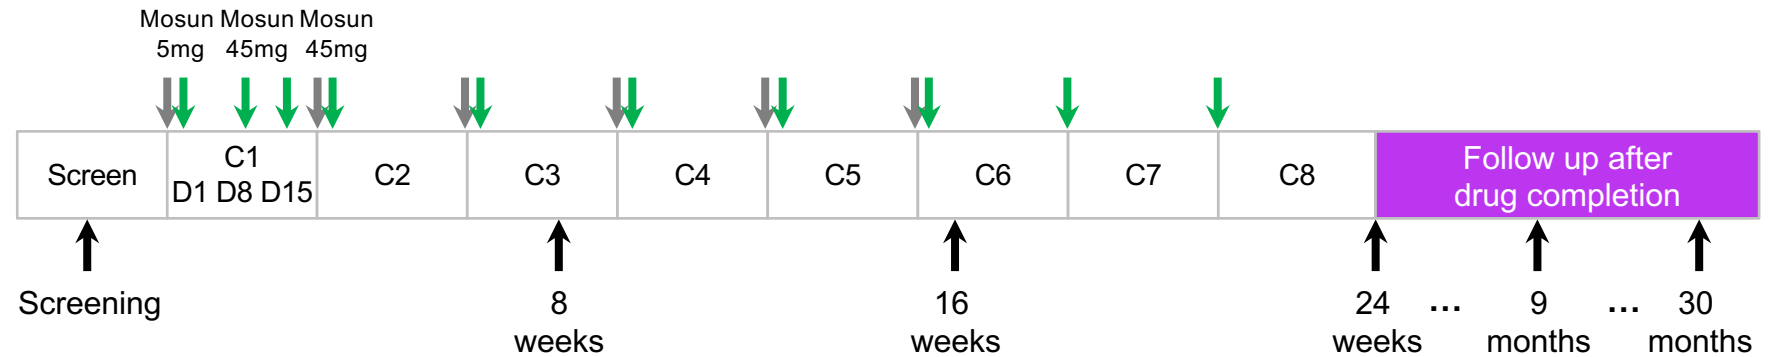 Mosun Mosun Mosun
5mg 45mg 45mg
Screen
C1
D1 D8 D15
C2
C3
C4
C5
C6
C7
C8
Follow up after
drug completion
Screening
8
weeks
16
weeks
24
weeks
...
9
months
...
30
months